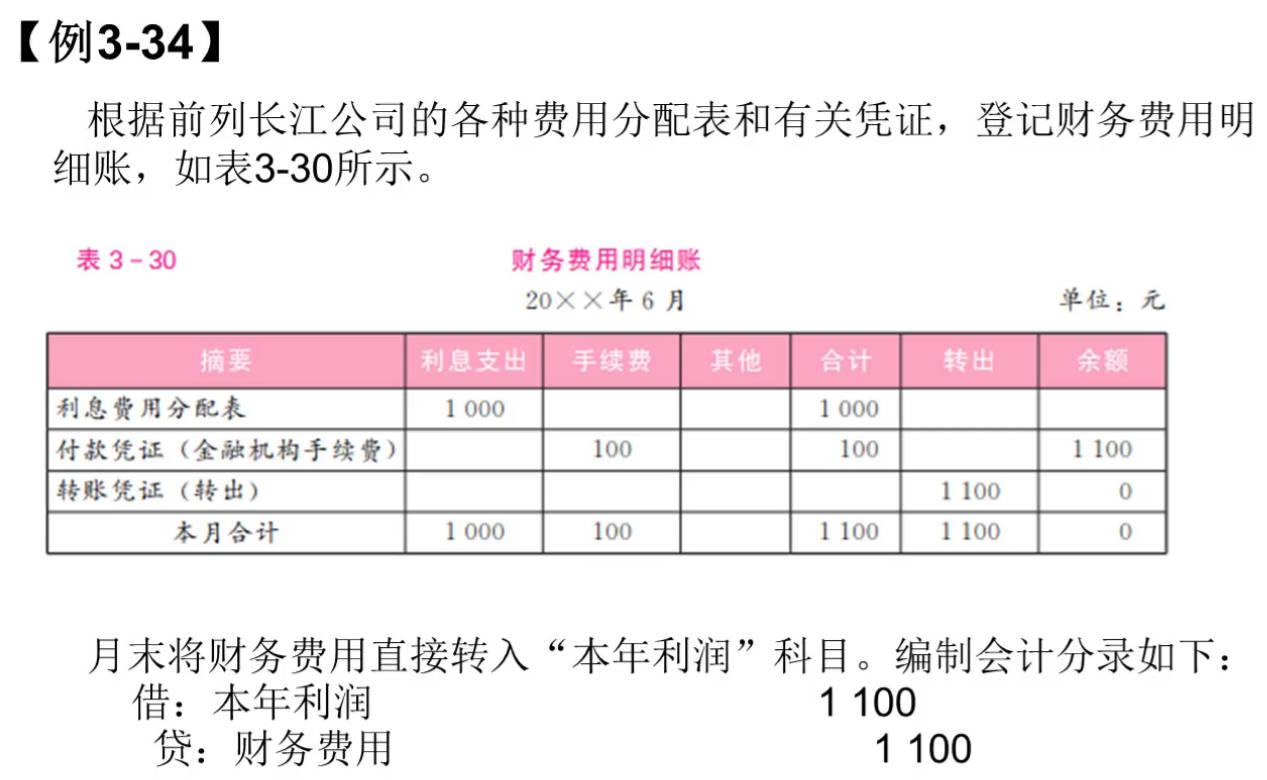 【例3-34】
根据前列长江公司的各种费用分配表和有关凭证，登记财务费用明
细账，如表3-30所示。
表 3-30 财务费用明细账
20××年 6 月 单位：元
摘要 利息支出 手续费 其他 合计 转出 余额
利息费用分配表 1 000 1 000
付款凭证（金融机构手续费） 100 100 1 100
转账凭证（转出） 1 100 0
本月合计 1 000 100 1 100 1 100 0
月末将财务费用直接转入“本年利润”科目。编制会计分录如下：
借：本年利润 1 100
贷：财务费用 1 100